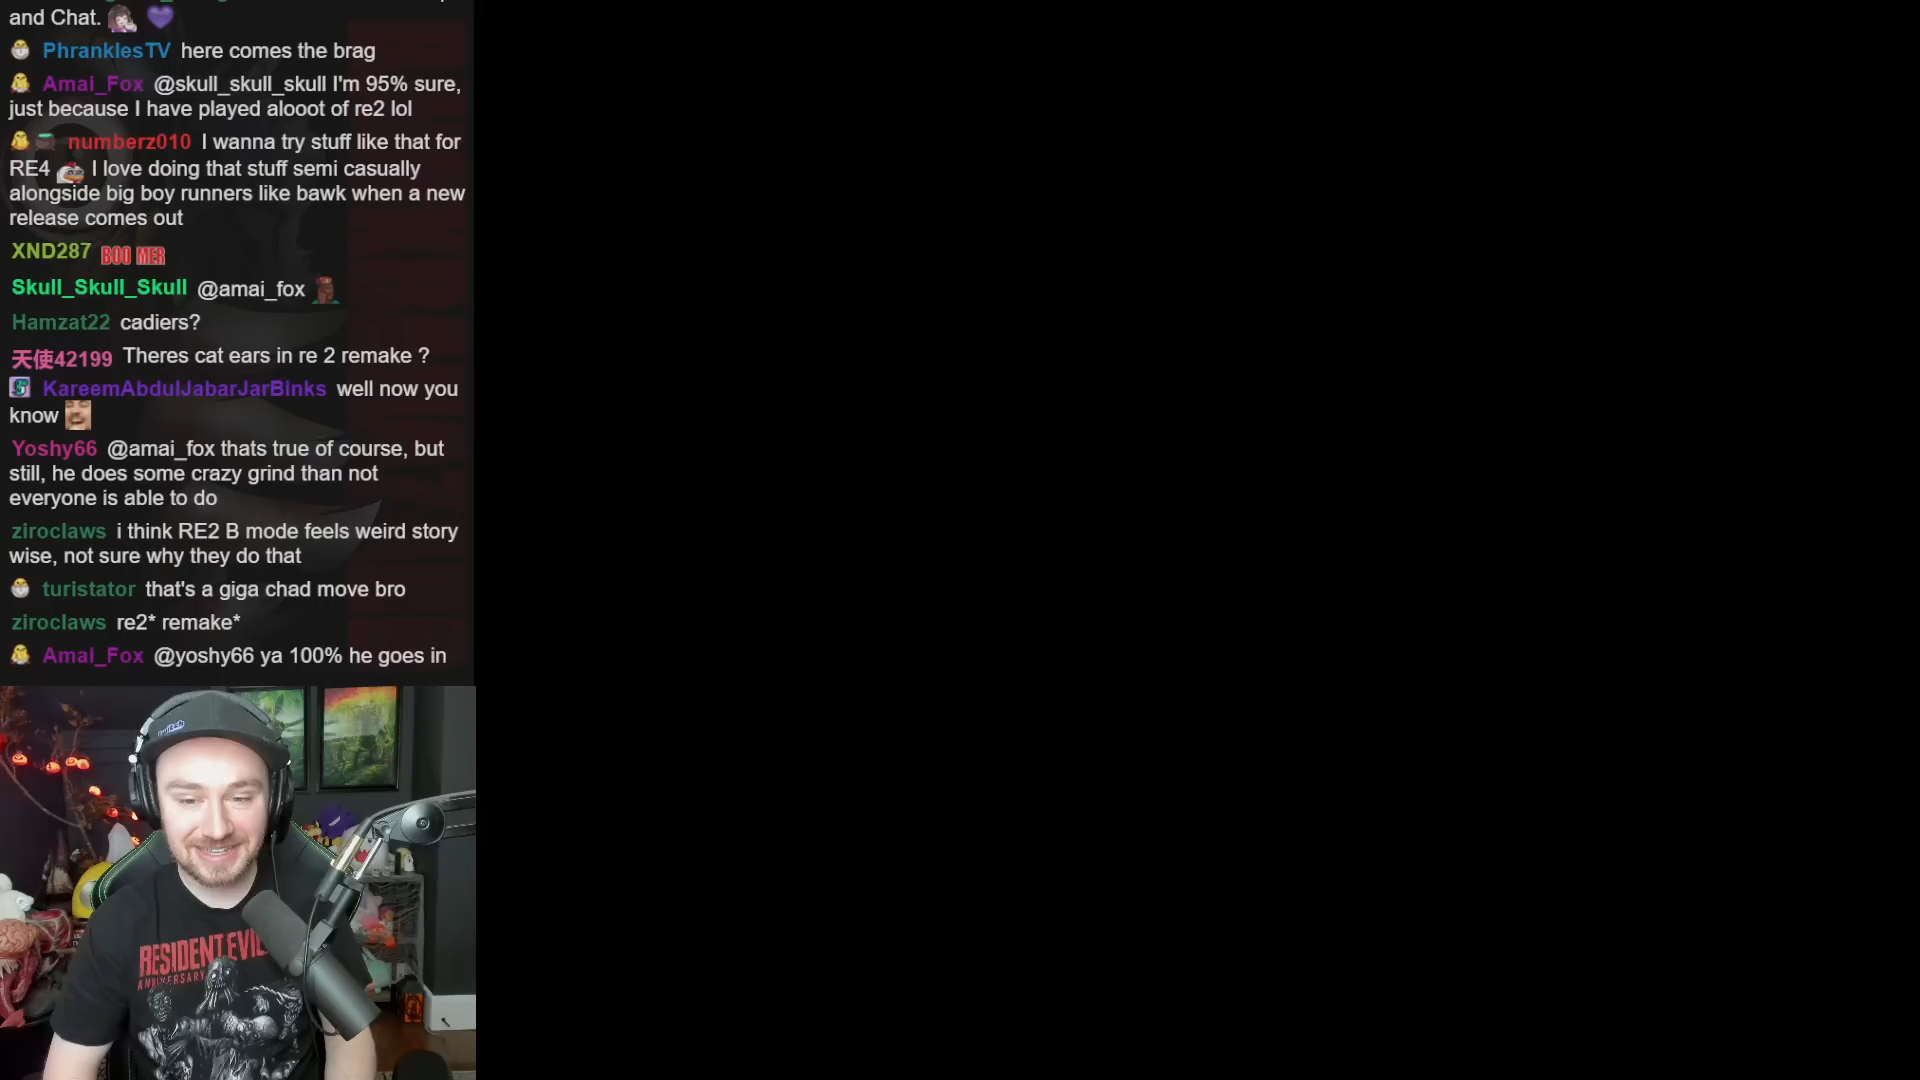 and Chat.
PhranklesTV here comes the brag
Amai_Fox @skull_skull_skull I'm 95% sure,
just because I have played alooot of re2 lol
numberz010 I wanna try stuff like that for
RE4 I love doing that stuff semi casually
alongside big boy runners like bawk when a new
release comes out
XND287 BOO MER
Skull_Skull_Skull @amai_fox
Hamzat22 cadiers?
天使42199 Theres cat ears in re 2 remake ?
KareemAbdulJabarJarBinks well now you
know
Yoshy66 @amai_fox thats true of course, but
still, he does some crazy grind than not
everyone is able to do
ziroclaws i think RE2 B mode feels weird story
wise, not sure why they do that
turistator that's a giga chad move bro
ziroclaws re2* remake*
Amai_Fox @yoshy66 ya 100% he goes in
twitch
RESIDENT EVIL
ANNIVERSARY